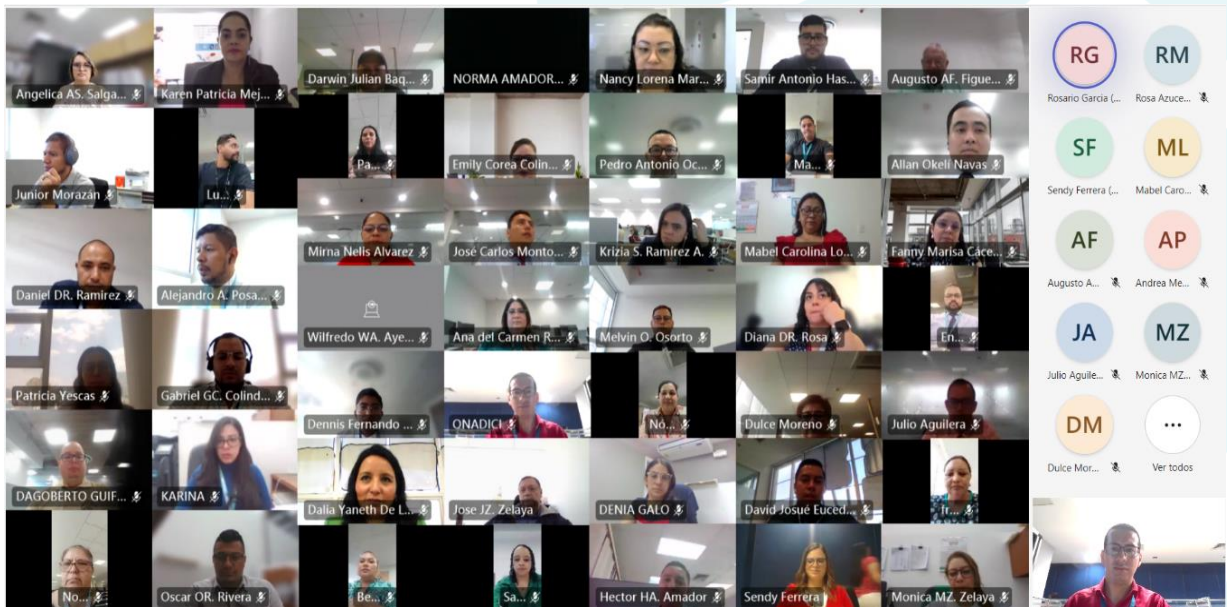 Angelica AS. Salga...
Karen Patricia Mej...
Darwin Julian Baq...
NORMA AMADOR...
Nancy Lorena Mar...
Samir Antonio Has...
Augusto AF. Figue...
Junior Morazán
Lu...
Pa...
Emily Corea Colin...
Pedro Antonio Oc...
Ma...
Allan Okelí Navas
Daniel DR. Ramirez
Alejandro A. Posa...
Mirna Nelis Alvarez
José Carlos Monto...
Krizia S. Ramírez A.
Mabel Carolina Lo...
Fanny Marisa Cáce...
Patricia Yescas
Gabriel GC. Colind...
Wilfredo WA. Aye...
Ana del Carmen R...
Melvin O. Osorto
Diana DR. Rosa
En...
Dennis Fernando ...
ONADICI
Nó...
Dulce Moreno
Julio Aguilera
DAGOBERTO GUIF...
KARINA
Dalia Yaneth De L...
Jose JZ. Zelaya
DENIA GALO
David Josué Euced...
fr...
No...
Oscar OR. Rivera
Be...
Sa...
Hector HA. Amador
Sendy Ferrera
Monica MZ. Zelaya
RG
Rosario Garcia (...
RM
Rosa Azuce...
SF
Sendy Ferrera (...
ML
Mabel Caro...
AF
Augusto A...
AP
Andrea Me...
JA
Julio Aguile...
MZ
Monica MZ...
DM
Dulce Mor...
...
Ver todos